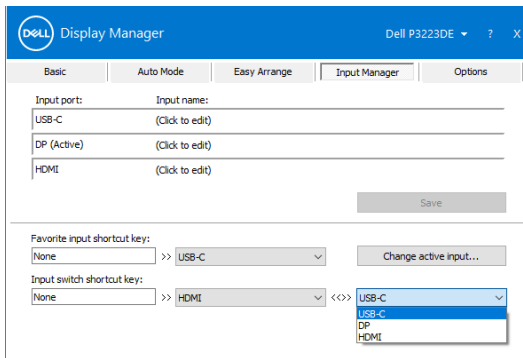 DELL Display Manager Dell P3223DE ? X
Basic Auto Mode Easy Arrange Input Manager Options
Input port: Input name:
USB-C (Click to edit)
DP (Active) (Click to edit)
HDMI (Click to edit)
Save
Favorite input shortcut key:
None >> USB-C Change active input...
Input switch shortcut key:
None >> HDMI <<>> USB-C
USB-C
DP
HDMI